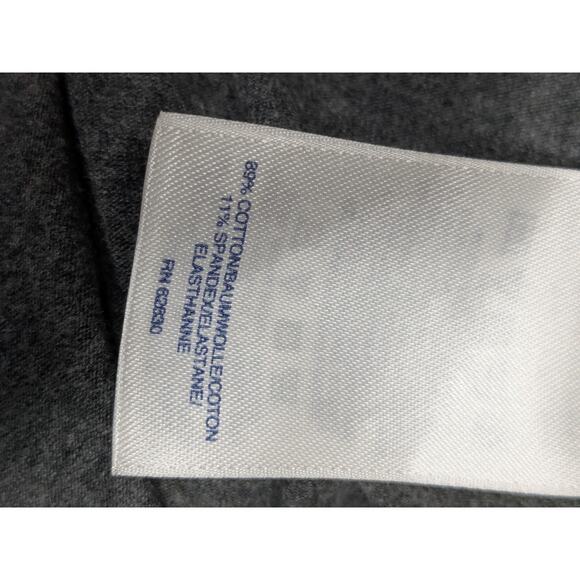 89% COTTON/BAUMWOLLE/COTON
11% SPANDEX/ELASTANE/
ELASTHANNE
RN 62830